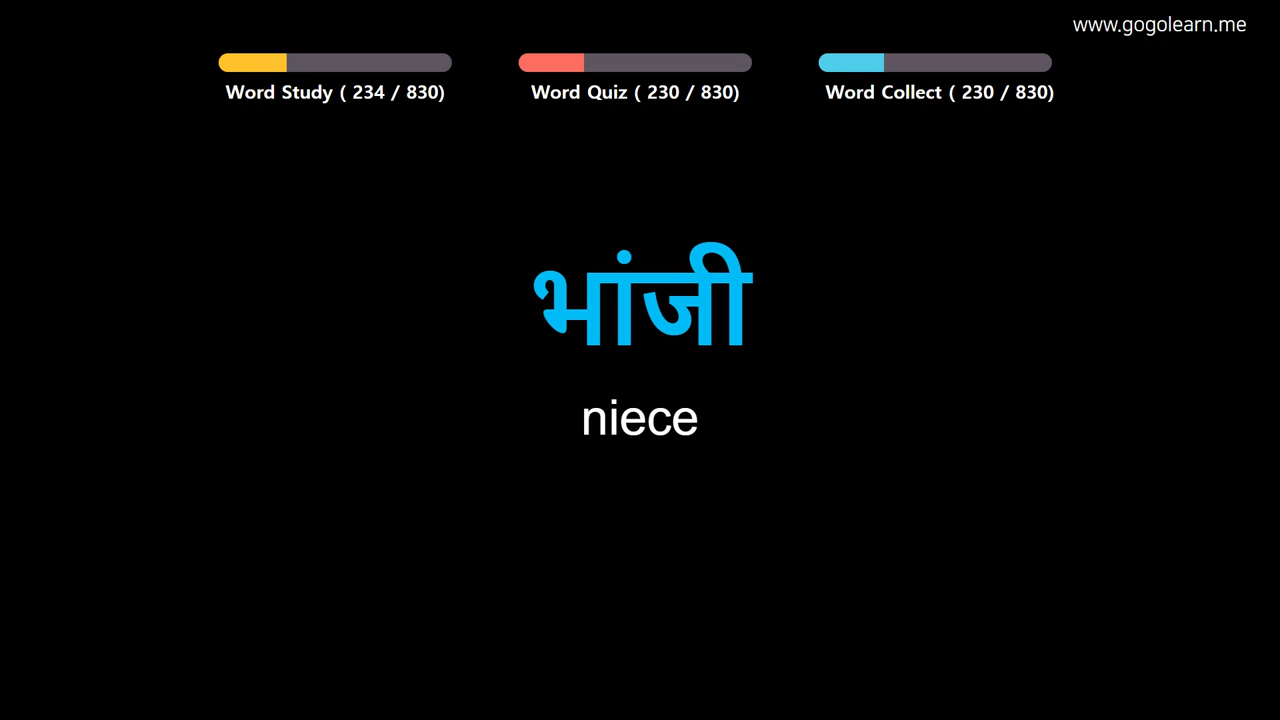 www.gogolearn.me
Word Study ( 234 / 830)
Word Quiz ( 230 / 830)
Word Collect ( 230 / 830)
भांजी
niece